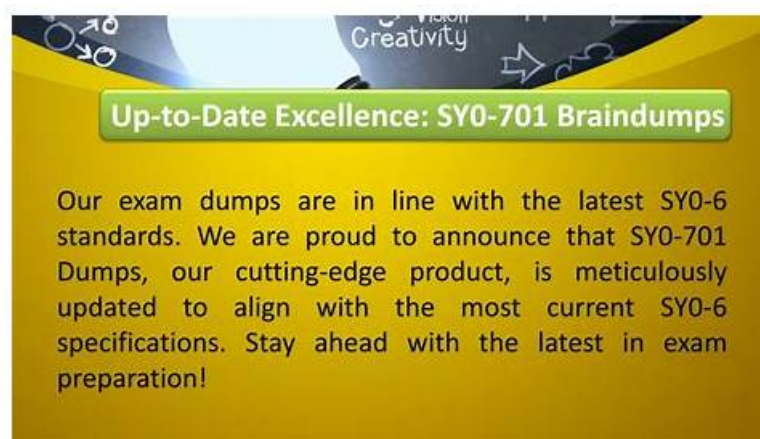 Creativity
Up-to-Date Excellence: SY0-701 Braindumps
Our exam dumps are in line with the latest SY0-6
standards. We are proud to announce that SY0-701
Dumps, our cutting-edge product, is meticulously
updated to align with the most current SY0-6
specifications. Stay ahead with the latest in exam
preparation!